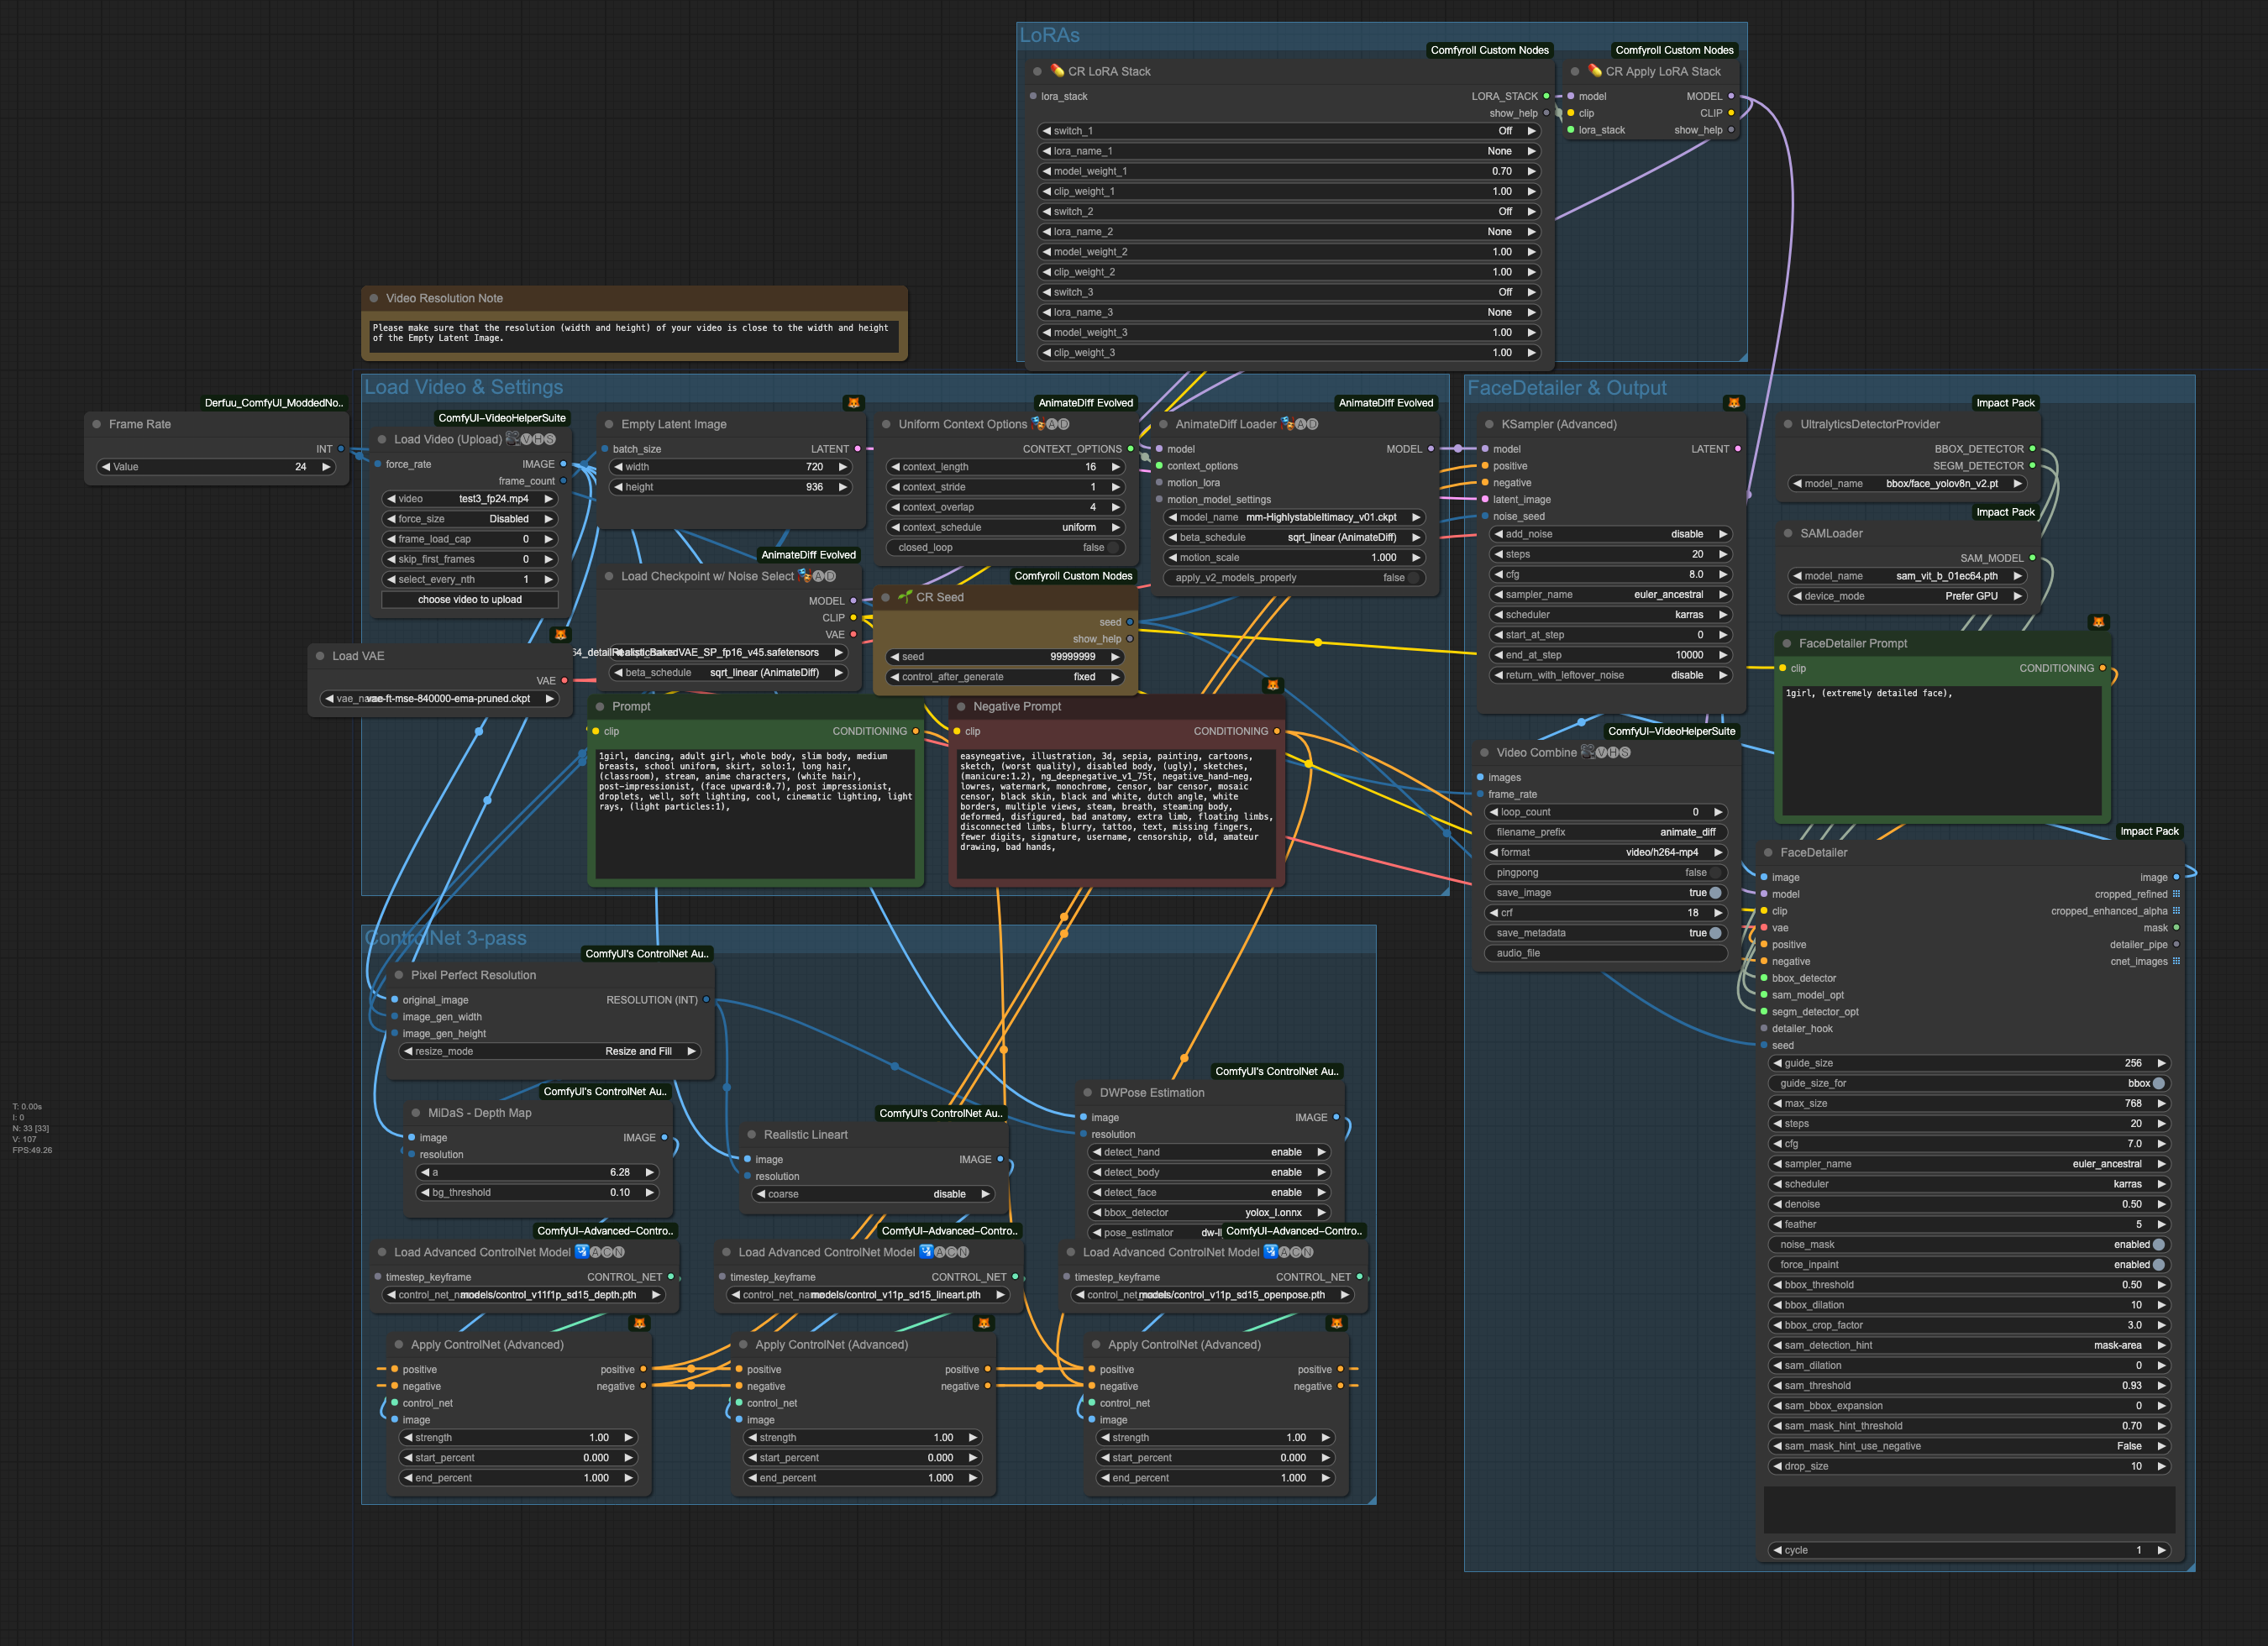 LoRAs
Comfyroll Custom Nodes
Comfyroll Custom Nodes
CR LoRA Stack
lora_stack
LORA_STACK
show_help
switch_1 Off
lora_name_1 None
model_weight_1 0.70
clip_weight_1 1.00
switch_2 Off
lora_name_2 None
model_weight_2 1.00
clip_weight_2 1.00
switch_3 Off
lora_name_3 None
model_weight_3 1.00
clip_weight_3 1.00
CR Apply LoRA Stack
model MODEL
clip CLIP
lora_stack show_help
Video Resolution Note
Please make sure that the resolution (width and height) of your video is close to the width and height
of the Empty Latent Image.
Derfuu_ComfyUI_ModdedNo..
Frame Rate
INT
Value 24
Load Video & Settings
ComfyUI-VideoHelperSuite
Load Video (Upload) VHS
force_rate IMAGE
frame_count
video test3_fp24.mp4
force_size Disabled
frame_load_cap 0
skip_first_frames 0
select_every_nth 1
choose video to upload
Load VAE
VAE
vae-ft-mse-840000-ema-pruned.ckpt
Empty Latent Image
batch_size LATENT
width 720
height 936
AnimateDiff Evolved
Load Checkpoint w/ Noise Select AD
MODEL
CLIP
VAE
BakedVAE_SP_fp16_v45.safetensors
beta_schedule sqrt_linear (AnimateDiff)
AnimateDiff Evolved
Uniform Context Options AD
CONTEXT_OPTIONS
context_length 16
context_stride 1
context_overlap 4
context_schedule uniform
closed_loop false
Comfyroll Custom Nodes
CR Seed
seed
show_help
seed 99999999
control_after_generate fixed
AnimateDiff Evolved
AnimateDiff Loader AD
model MODEL
context_options
motion_lora
motion_model_settings
model_name mm-HighlystableItimacy_v01.ckpt
beta_schedule sqrt_linear (AnimateDiff)
motion_scale 1.000
apply_v2_models_properly false
Prompt
clip CONDITIONING
1girl, dancing, adult girl, whole body, slim body, medium
breasts, school uniform, skirt, solo:1, long hair,
(classroom), stream, anime characters, (white hair),
post-impressionist, (face upward:0.7), post impressionist,
droplets, well, soft lighting, cool, cinematic lighting, light
rays, (light particles:1),
Negative Prompt
clip CONDITIONING
easynegative, illustration, 3d, sepia, painting, cartoons,
sketch, (worst quality), disabled body, (ugly), sketches,
(manicure:1.2), ng_deepnegative_v1_75t, negative_hand-neg,
lowres, watermark, monochrome, censor, bar censor, mosaic
censor, black skin, black and white, dutch angle, white
borders, multiple views, steam, breath, steaming body,
deformed, disfigured, bad anatomy, extra limb, floating limbs,
disconnected limbs, blurry, tattoo, text, missing fingers,
fewer digits, signature, username, censorship, old, amateur
drawing, bad hands,
FaceDetailer & Output
KSampler (Advanced)
model LATENT
positive
negative
latent_image
noise_seed
add_noise disable
steps 20
cfg 8.0
sampler_name euler_ancestral
scheduler karras
start_at_step 0
end_at_step 10000
return_with_leftover_noise disable
ComfyUI-VideoHelperSuite
Video Combine VHS
images
frame_rate
loop_count 0
filename_prefix animate_diff
format video/h264-mp4
pingpong false
save_image true
crf 18
save_metadata true
audio_file
Impact Pack
UltralyticsDetectorProvider
BBOX_DETECTOR
SEGM_DETECTOR
model_name bbox/face_yolov8n_v2.pt
Impact Pack
SAMLoader
SAM_MODEL
model_name sam_vit_b_01ec64.pth
device_mode Prefer GPU
FaceDetailer Prompt
clip CONDITIONING
1girl, (extremely detailed face),
Impact Pack
FaceDetailer
image image
model cropped_refined
clip cropped_enhanced_alpha
vae mask
positive detailer_pipe
negative cnet_images
bbox_detector
sam_model_opt
segm_detector_opt
detailer_hook
seed
guide_size 256
guide_size_for bbox
max_size 768
steps 20
cfg 7.0
sampler_name euler_ancestral
scheduler karras
denoise 0.50
feather 5
noise_mask enabled
force_inpaint enabled
bbox_threshold 0.50
bbox_dilation 10
bbox_crop_factor 3.0
sam_detection_hint mask-area
sam_dilation 0
sam_threshold 0.93
sam_bbox_expansion 0
sam_mask_hint_threshold 0.70
sam_mask_hint_use_negative False
drop_size 10
cycle 1
ControlNet 3-pass
ComfyUI's ControlNet Au..
Pixel Perfect Resolution
original_image RESOLUTION (INT)
image_gen_width
image_gen_height
resize_mode Resize and Fill
ComfyUI's ControlNet Au..
MiDaS - Depth Map
image IMAGE
resolution
a 6.28
bg_threshold 0.10
ComfyUI's ControlNet Au..
Realistic Lineart
image IMAGE
resolution
coarse disable
ComfyUI's ControlNet Au..
DWPose Estimation
image IMAGE
resolution
detect_hand enable
detect_body enable
detect_face enable
bbox_detector yolox_l.onnx
pose_estimator
ComfyUI-Advanced-Contro..
Load Advanced ControlNet Model ACN
timestep_keyframe CONTROL_NET
models/control_v11f1p_sd15_depth.pth
ComfyUI-Advanced-Contro..
Load Advanced ControlNet Model ACN
timestep_keyframe CONTROL_NET
models/control_v11p_sd15_lineart.pth
ComfyUI-Advanced-Contro..
Load Advanced ControlNet Model ACN
timestep_keyframe CONTROL_NET
models/control_v11p_sd15_openpose.pth
Apply ControlNet (Advanced)
positive positive
negative negative
control_net
image
strength 1.00
start_percent 0.000
end_percent 1.000
Apply ControlNet (Advanced)
positive positive
negative negative
control_net
image
strength 1.00
start_percent 0.000
end_percent 1.000
Apply ControlNet (Advanced)
positive positive
negative negative
control_net
image
strength 1.00
start_percent 0.000
end_percent 1.000
T: 0.00s
I: 0
N: 33 [33]
V: 107
FPS:49.26